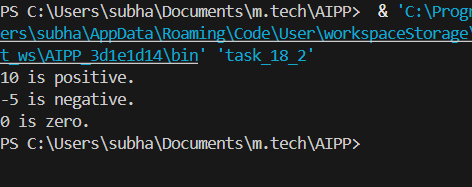 PS C:\Users\subha\Documents\m.tech\AIPP>  & 'C:\Progr
ers\subha\AppData\Roaming\Code\User\workspaceStorage\
t_ws\AIPP_3d1e1d14\bin' 'task_18_2'
10 is positive.
-5 is negative.
0 is zero.
PS C:\Users\subha\Documents\m.tech\AIPP>